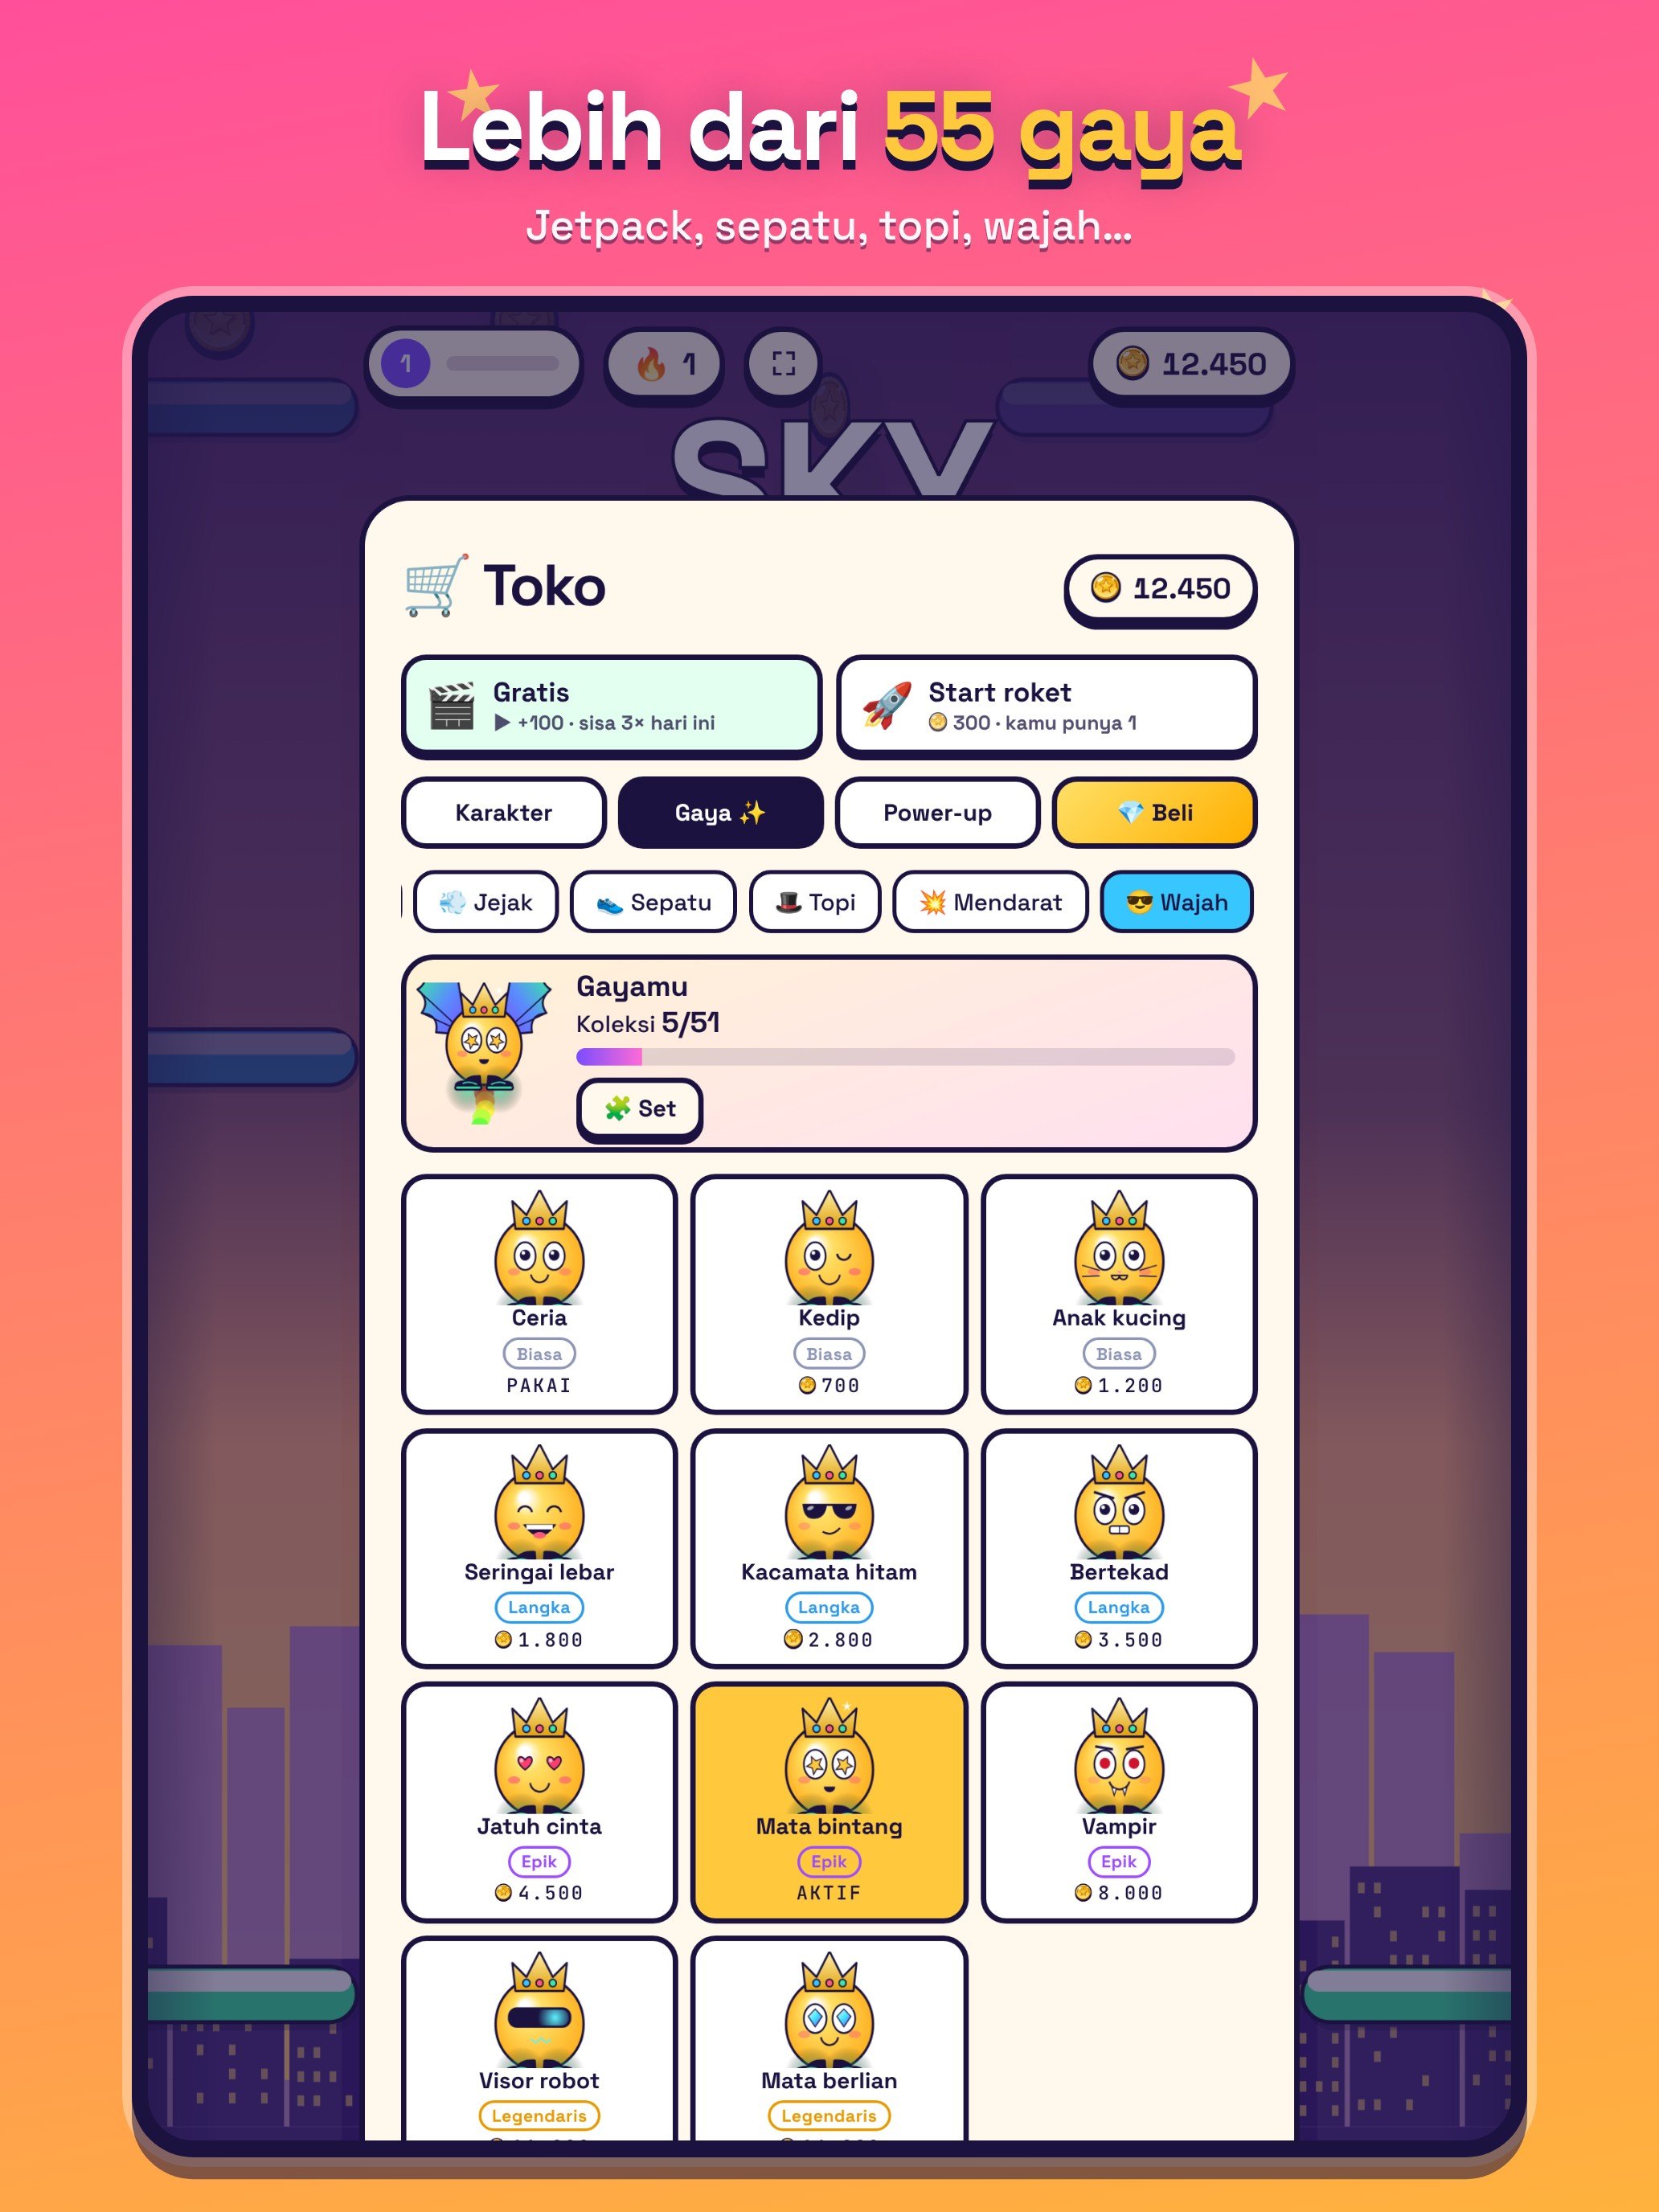 Lebih dari 55 gaya
Jetpack, sepatu, topi, wajah...
1
🔥 1
12.450
SKY
🛒 Toko
12.450
Gratis
▶ +100 · sisa 3× hari ini
Start roket
300 · kamu punya 1
Karakter
Gaya ✨
Power-up
💎 Beli
Jejak
Sepatu
Topi
Mendarat
Wajah
Gayamu
Koleksi 5/51
Set
Ceria
Biasa
PAKAI
Kedip
Biasa
700
Anak kucing
Biasa
1.200
Seringai lebar
Langka
1.800
Kacamata hitam
Langka
2.800
Bertekad
Langka
3.500
Jatuh cinta
Epik
4.500
Mata bintang
Epik
AKTIF
Vampir
Epik
8.000
Visor robot
Legendaris
Mata berlian
Legendaris